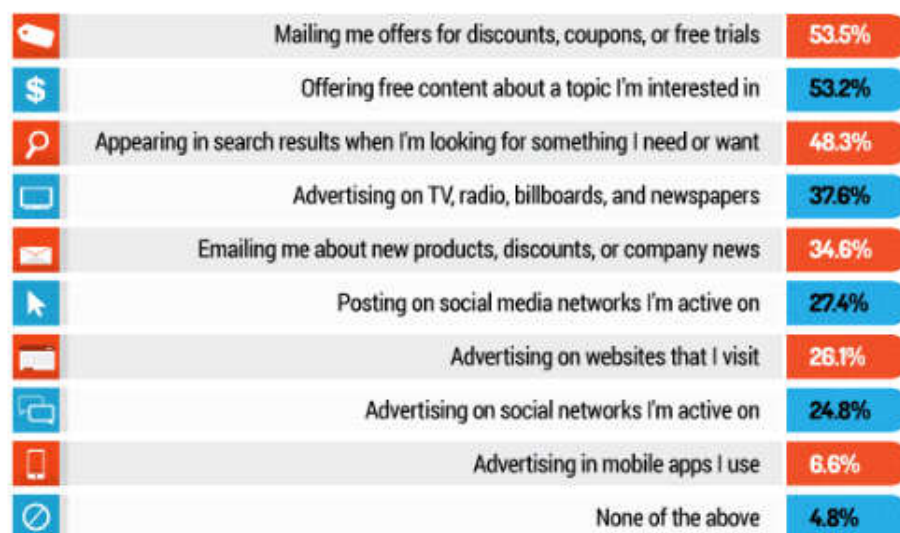 Mailing me offers for discounts, coupons, or free trials 53.5%
Offering free content about a topic I'm interested in 53.2%
Appearing in search results when I'm looking for something I need or want 48.3%
Advertising on TV, radio, billboards, and newspapers 37.6%
Emailing me about new products, discounts, or company news 34.6%
Posting on social media networks I'm active on 27.4%
Advertising on websites that I visit 26.1%
Advertising on social networks I'm active on 24.8%
Advertising in mobile apps I use 6.6%
None of the above 4.8%